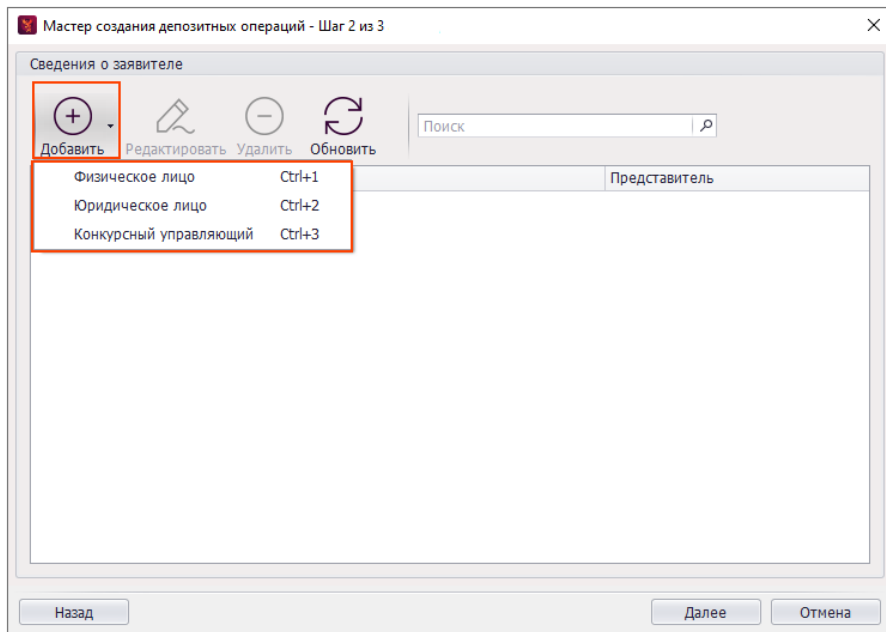 Мастер создания депозитных операций - Шаг 2 из 3
Сведения о заявителе
Добавить Редактировать Удалить Обновить Поиск
Представитель
Физическое лицо Ctrl+1
Юридическое лицо Ctrl+2
Конкурсный управляющий Ctrl+3
Назад Далее Отмена